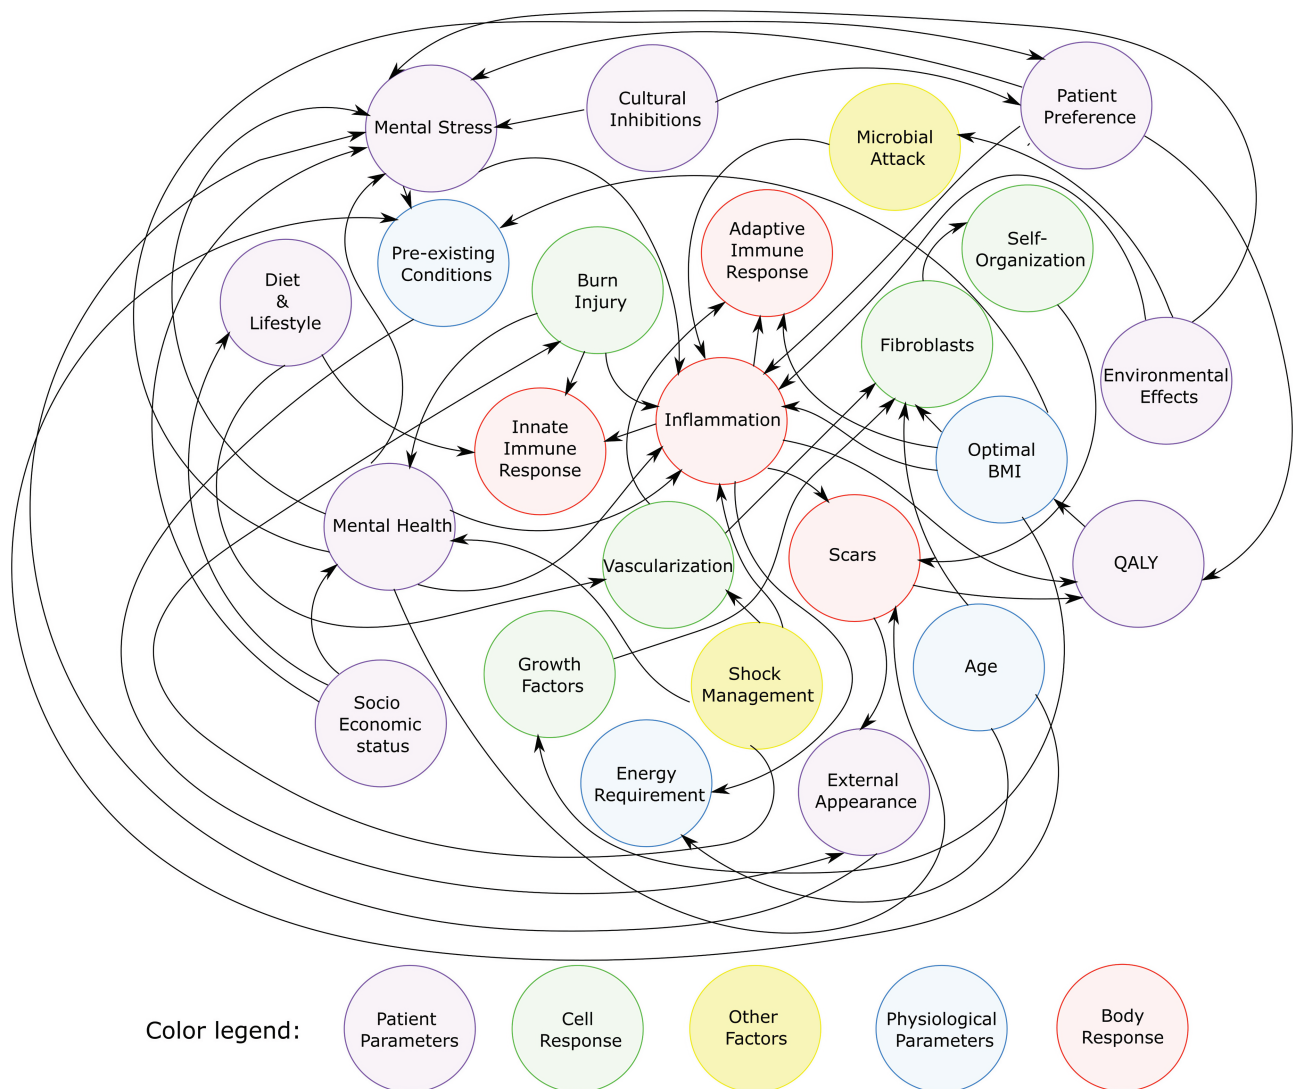 Mental Stress
Cultural
Inhibitions
Patient
Preference
Microbial
Attack
Pre-existing
Conditions
Adaptive
Immune
Response
Self-
Organization
Diet
&
Lifestyle
Burn
Injury
Fibroblasts
Environmental
Effects
Inflammation
Innate
Immune
Response
Optimal
BMI
Mental Health
Vascularization
Scars
QALY
Growth
Factors
Shock
Management
Age
Socio
Economic
status
Energy
Requirement
External
Appearance
Color legend:
Patient
Parameters
Cell
Response
Other
Factors
Physiological
Parameters
Body
Response